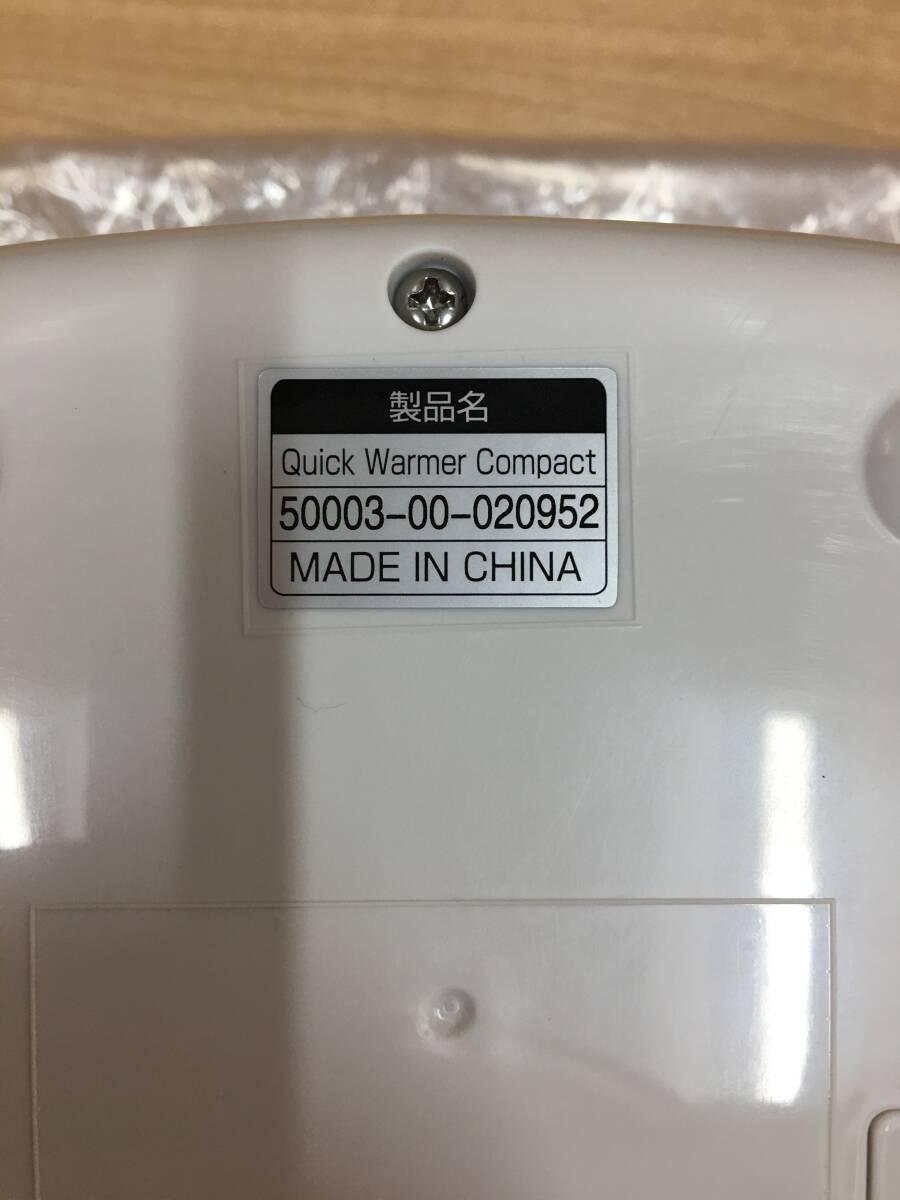 製品名
Quick Warmer Compact
50003-00-020952
MADE IN CHINA